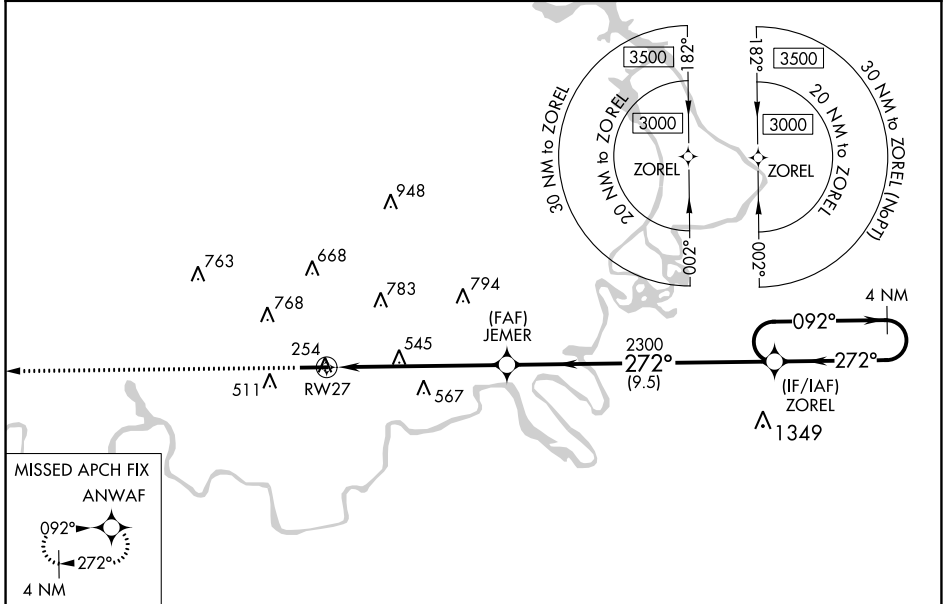 30 NM to ZOREL
20 NM to ZOREL
3500
182°
3000
ZOREL
002°
182°
3500
3000
ZOREL
002°
20 NM to ZOREL
30 NM to ZOREL (NoPT)
948
763
668
768
783
794
(FAF)
JEMER
4 NM
092°
254
545
2300
272°
(9.5)
272°
511
RW27
567
(IF/IAF)
ZOREL
1349
MISSED APCH FIX
ANWAF
092°
272°
4 NM